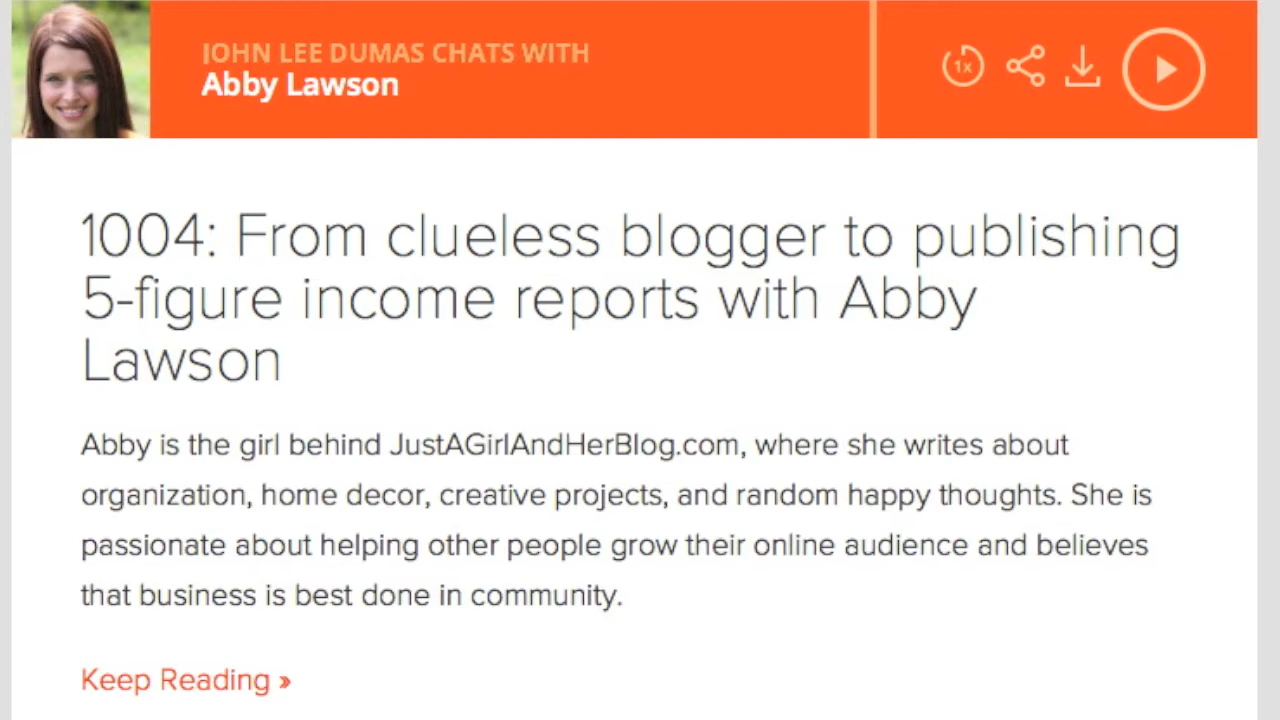 JOHN LEE DUMAS CHATS WITH
Abby Lawson
1x
1004: From clueless blogger to publishing
5-figure income reports with Abby
Lawson
Abby is the girl behind JustAGirlAndHerBlog.com, where she writes about
organization, home decor, creative projects, and random happy thoughts. She is
passionate about helping other people grow their online audience and believes
that business is best done in community.
Keep Reading »